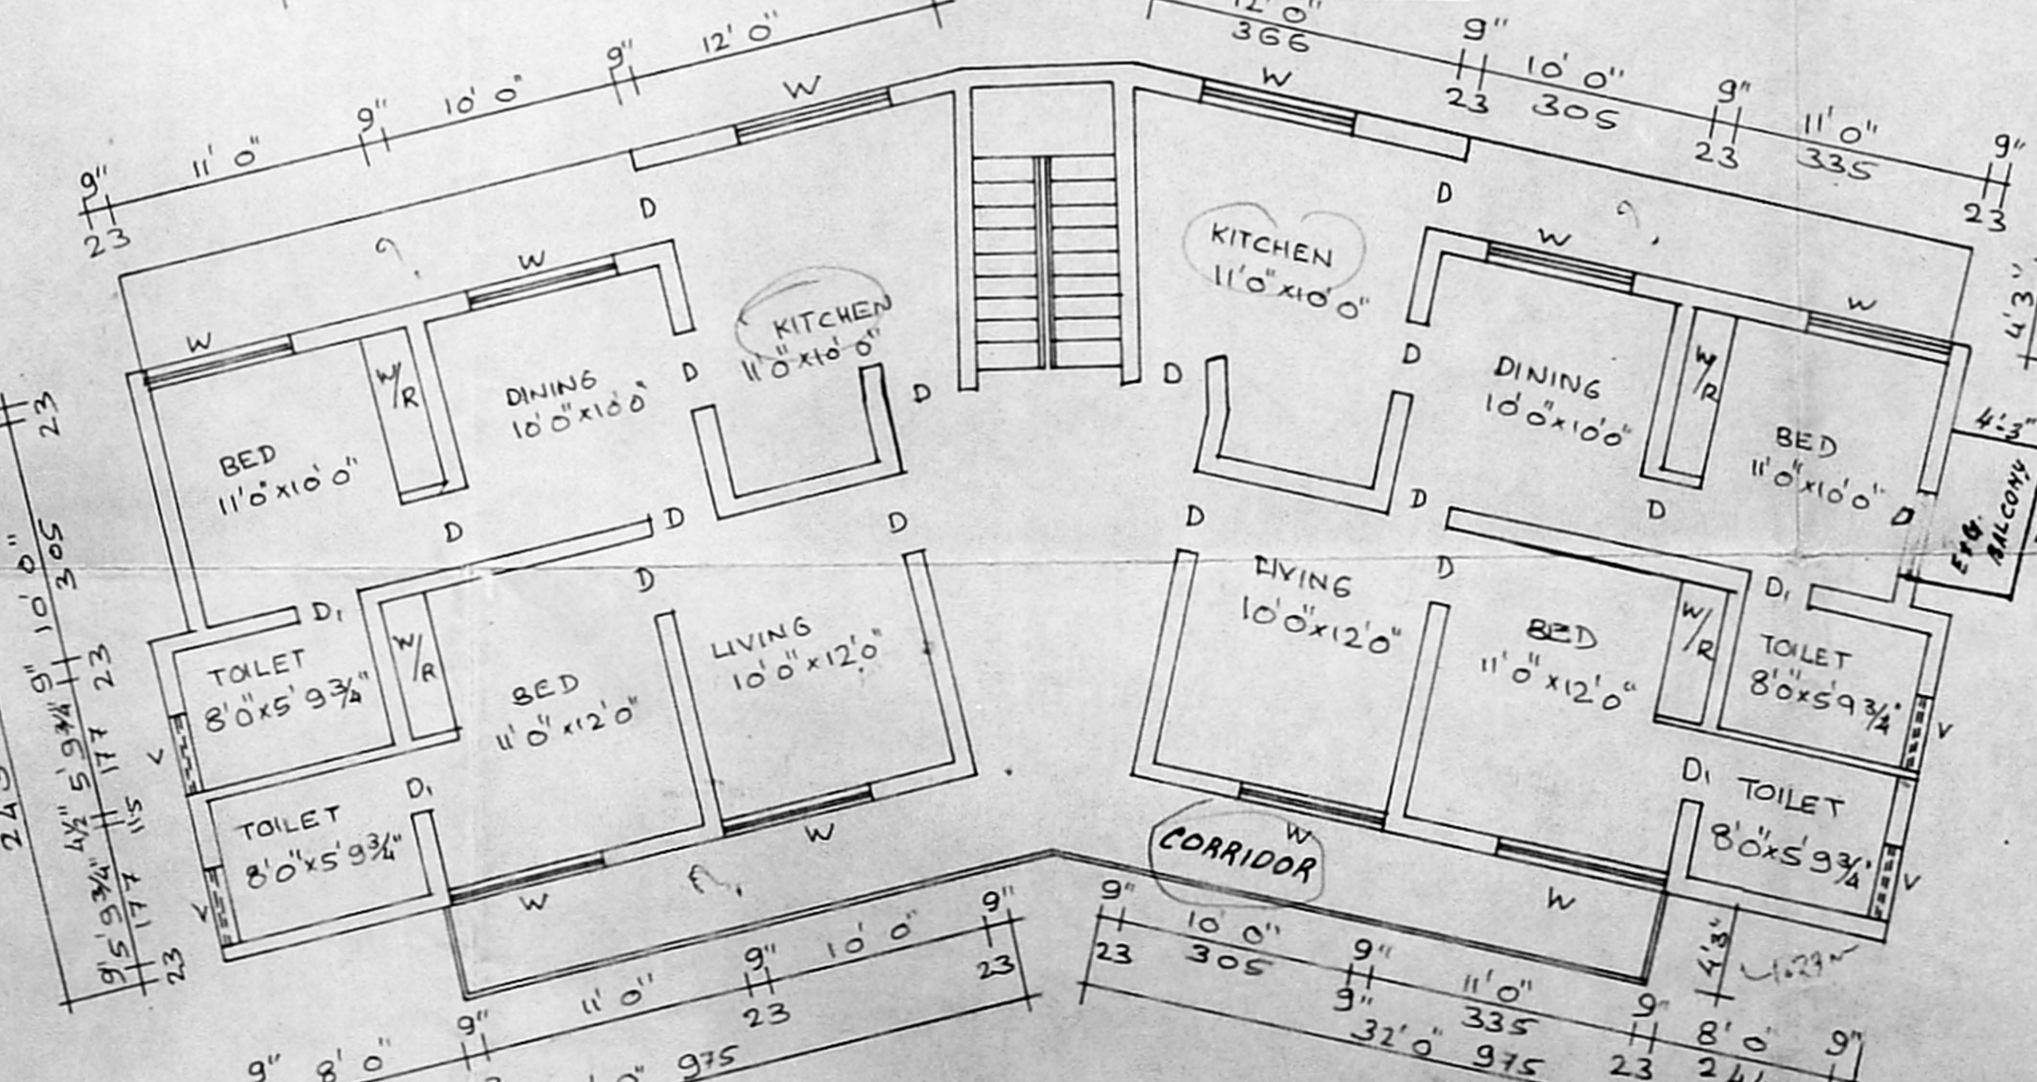 9"
11' 0"
9"
10' 0"
9"
12' 0"
23
12' 0"
366
9"
23
10' 0"
305
9"
23
11' 0"
335
9"
23
W
W
D
D
KITCHEN
11'0"x10'0"
KITCHEN
11'0"x10'0"
W
W
W
W
W/R
W/R
D
D
D
D
DINING
10'0"x10'0"
DINING
10'0"x10'0"
BED
11'0"x10'0"
BED
11'0"x10'0"
4'3"
4'-3"
BALCONY
D
D
D
D
D
D
D
D
D
D1
D1
W/R
W/R
TOILET
8'0"x5'9¾"
BED
11'0"x12'0"
LIVING
10'0"x12'0"
LIVING
10'0"x12'0"
BED
11'0"x12'0"
TOILET
8'0"x5'9¾"
V
V
TOILET
8'0"x5'9¾"
D1
D1
TOILET
8'0"x5'9¾"
V
V
W
W
W
W
CORRIDOR
4'3"
23
10' 0"
305
9"
23
5' 9¾"
177
4½"
115
5' 9¾"
177
9"
23
9"
8' 0"
9"
11' 0"
9"
23
10' 0"
9"
23
975
9"
23
10' 0"
305
9"
9"
11' 0"
335
9"
23
8' 0"
9"
32' 0"
975